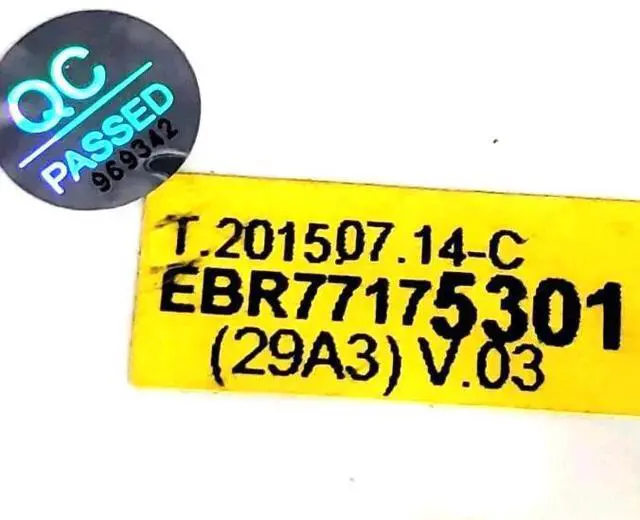 QC
PASSED
969342
T.201507.14-C
EBR77175301
(29A3) V.03